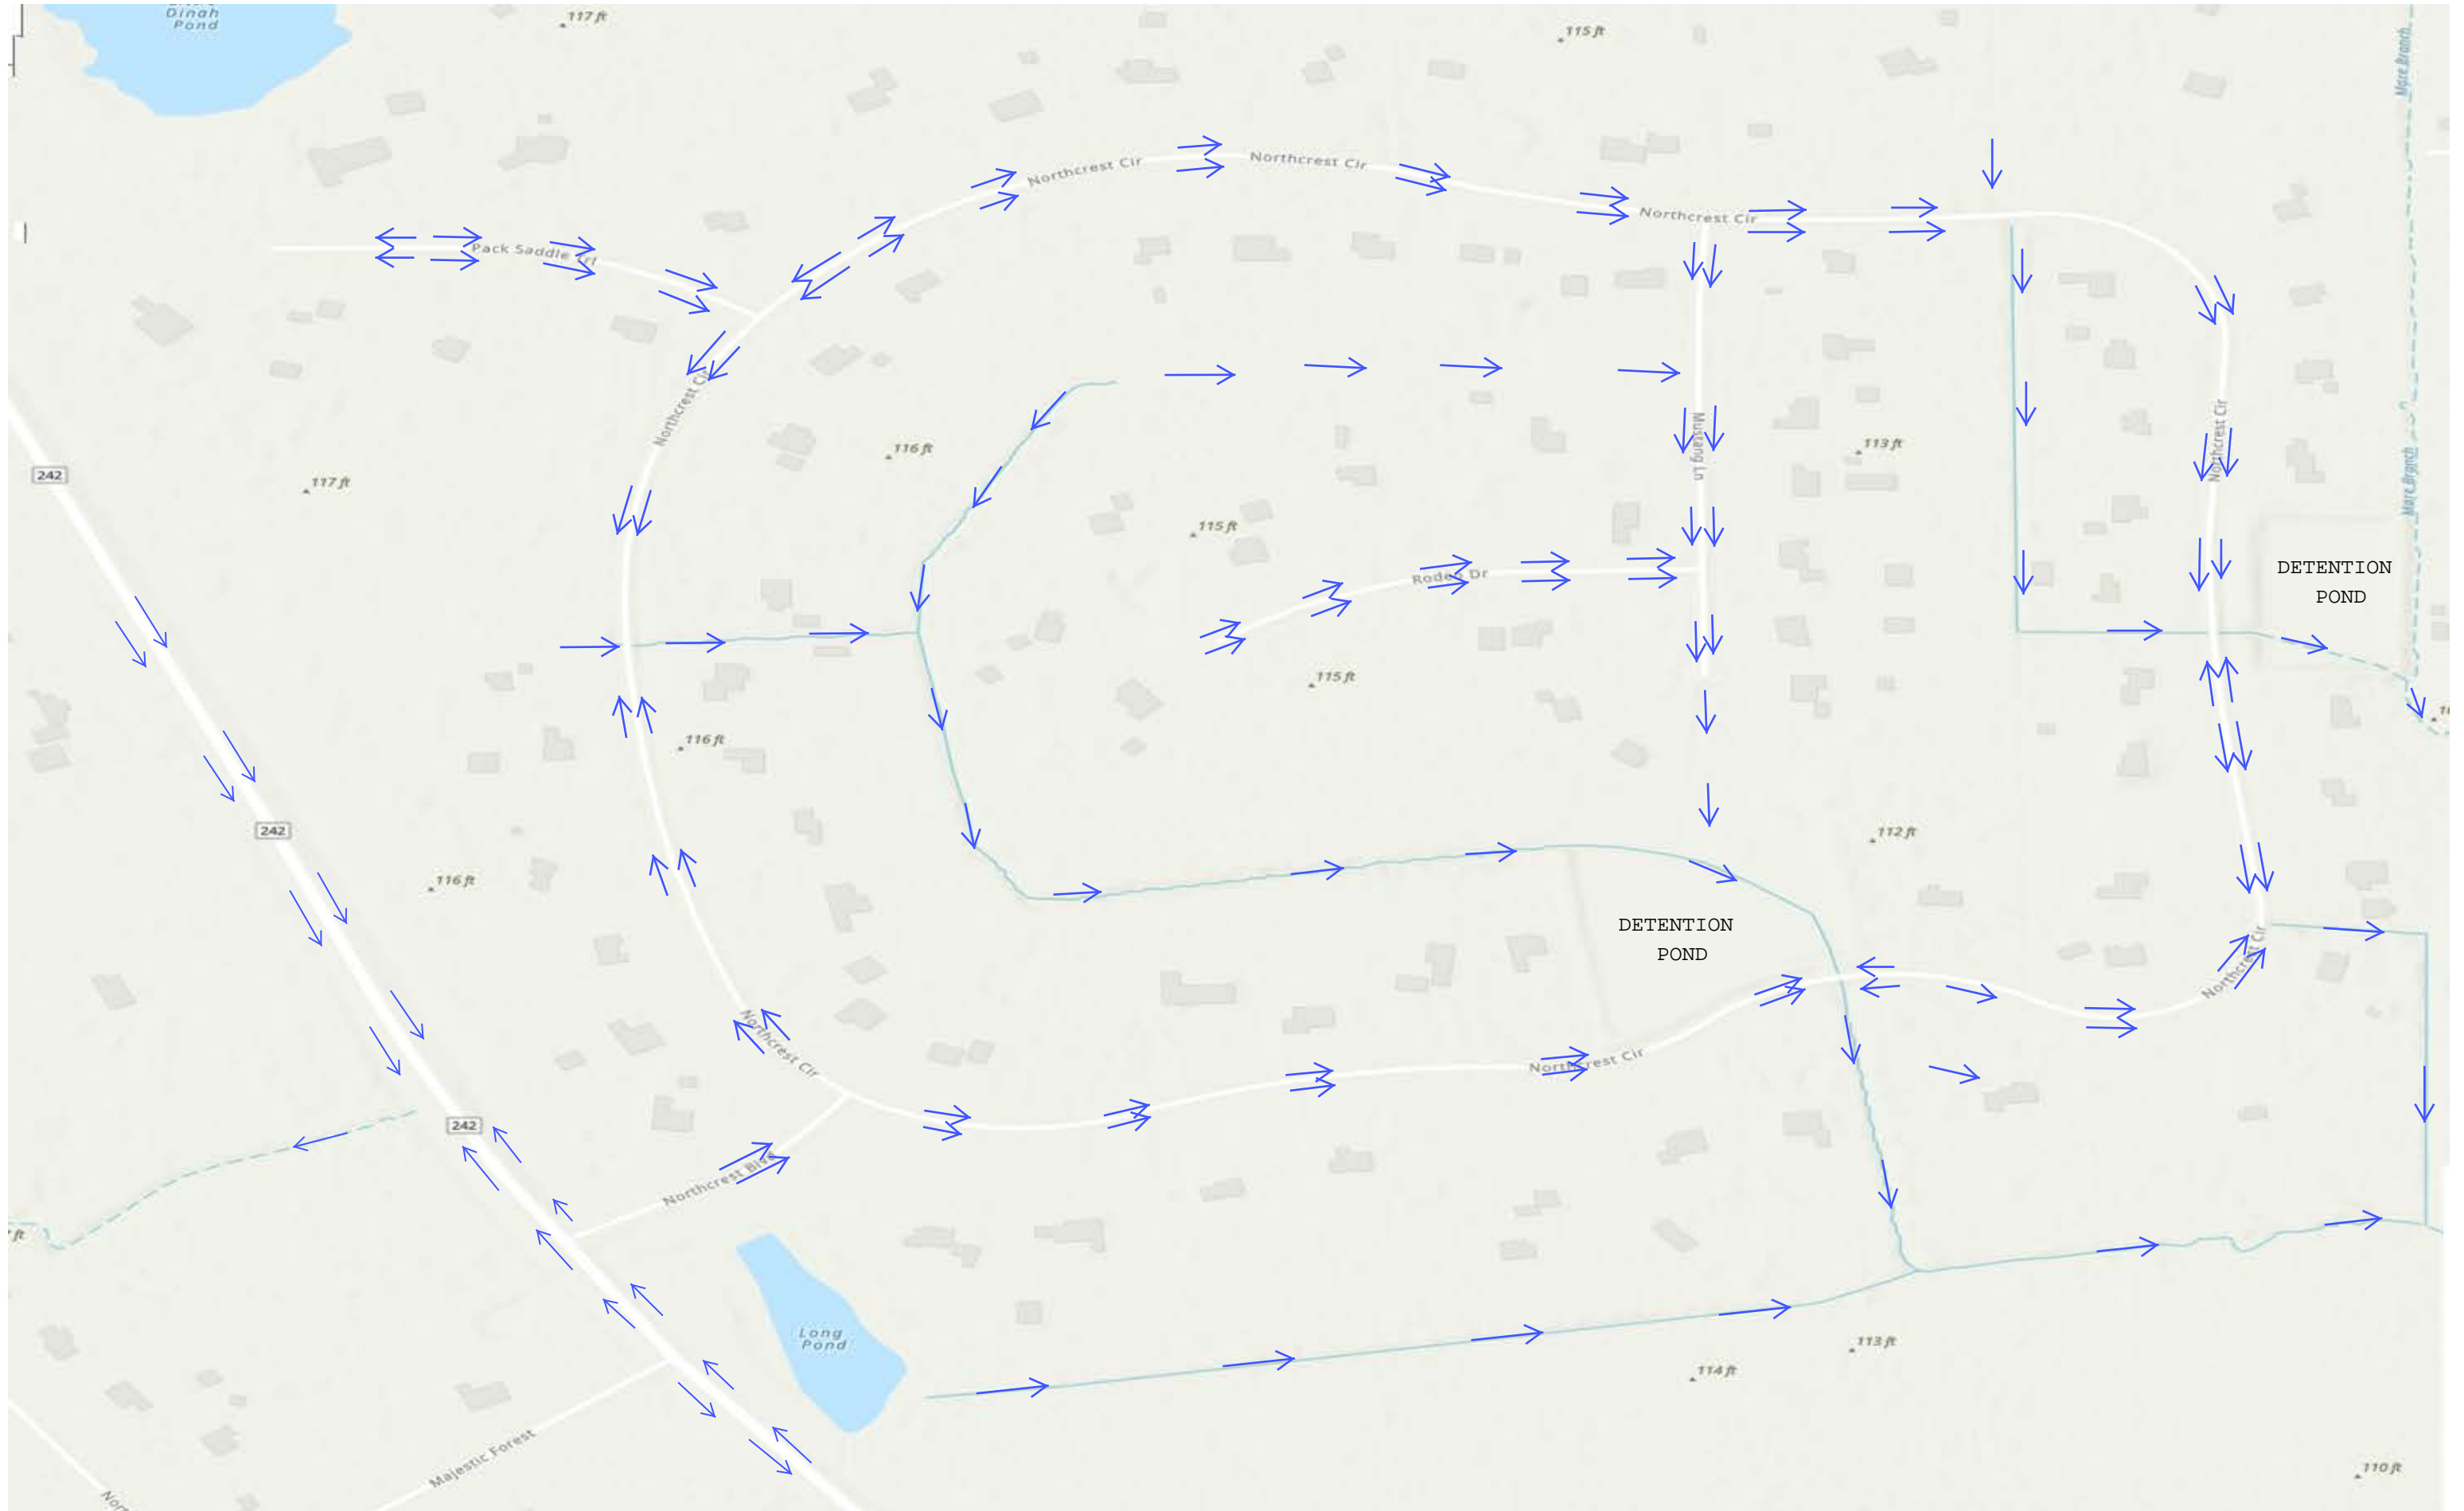 Dinah
Pond
117 ft
115 ft
Mare Branch
Northcrest Cir
Northcrest Cir
Northcrest Cir
Pack Saddle Trl
Northcrest Cir
242
117 ft
116 ft
115 ft
Mustang Ln
113 ft
Northcrest Cir
Mare Branch
DETENTION
POND
Rodeo Dr
115 ft
116 ft
242
116 ft
112 ft
DETENTION
POND
Northcrest Cir
Northcrest Cir
Northcrest Cir
242
Northcrest Blvd
ft
Long
Pond
113 ft
114 ft
Majestic Forest
110 ft